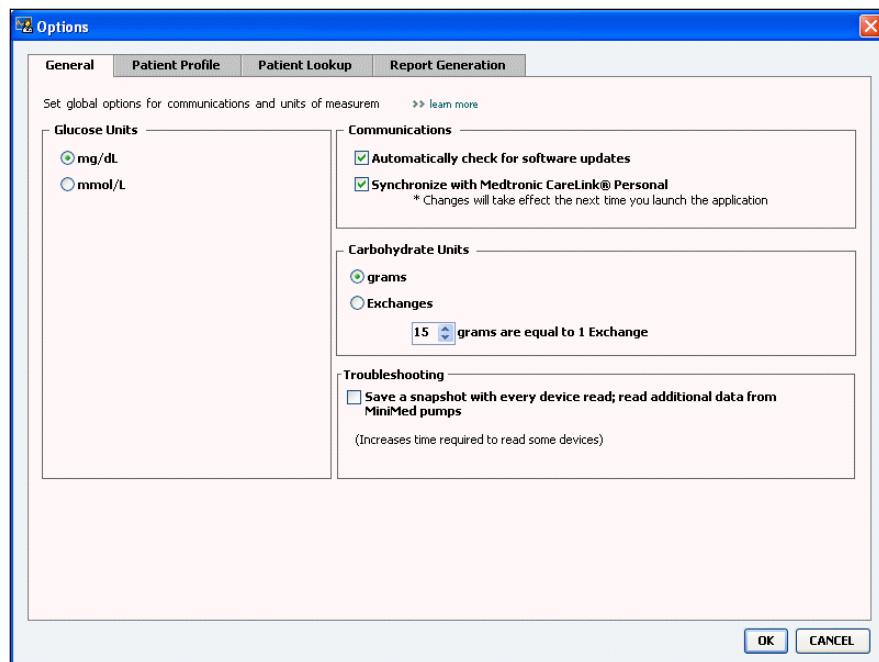 Options
General
Patient Profile
Patient Lookup
Report Generation
Set global options for communications and units of measurem >> learn more
Glucose Units
mg/dL
mmol/L
Communications
Automatically check for software updates
Synchronize with Medtronic CareLink® Personal
* Changes will take effect the next time you launch the application
Carbohydrate Units
grams
Exchanges
15 grams are equal to 1 Exchange
Troubleshooting
Save a snapshot with every device read; read additional data from
MiniMed pumps
(Increases time required to read some devices)
OK
CANCEL